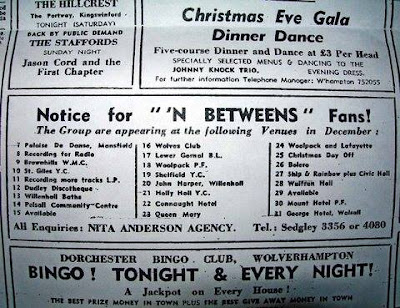 THE HILLCREST
The Portway, Kingswinford
TONIGHT (SATURDAY)
BACK BY PUBLIC DEMAND
THE STAFFORDS
SUNDAY NIGHT
Jason Cord and the
First Chapter
Christmas Eve Gala
Dinner Dance
Five-course Dinner and Dance at £3 Per Head
SPECIALLY SELECTED MENUS & DANCING TO THE
JOHNNY KNOCK TRIO. EVENING DRESS.
For further information Telephone Manager: W'hampton 752055
Notice for "'N BETWEENS" Fans!
The Group are appearing at the following Venues in December :
7 Palaise De Danse, Mansfield
8 Recording for Radio
9 Brownhills W.M.C.
10 St. Giles Y.C.
11 Recording more tracks L.P.
12 Dudley Discotheque
13 Willenhall Baths
14 Pelsall Community Centre
15 Available
16 Wolves Club
17 Lower Gornal B.L.
18 Woolpack P.F.
19 Shelfield Y.C.
20 John Harper, Willenhall
21 Holly Hall Y.C.
22 Connaught Hotel
23 Queen Mary
24 Woolpack and Lafayette
25 Christmas Day Off
26 Bolero
27 Ship & Rainbow plus Civic Hall
28 Hall
29 Available
30 Mount Hotel P.F.
31 George Hotel, Walsall
All Enquiries: NITA ANDERSON AGENCY. Tel.: Sedgley 3356 or 4080
DORCHESTER BINGO CLUB, WOLVERHAMPTON
BINGO! TONIGHT & EVERY NIGHT!
A Jackpot on Every House!
THE BEST PRIZE MONEY IN TOWN PLUS THE BEST GIVE AWAY MONEY IN TOWN